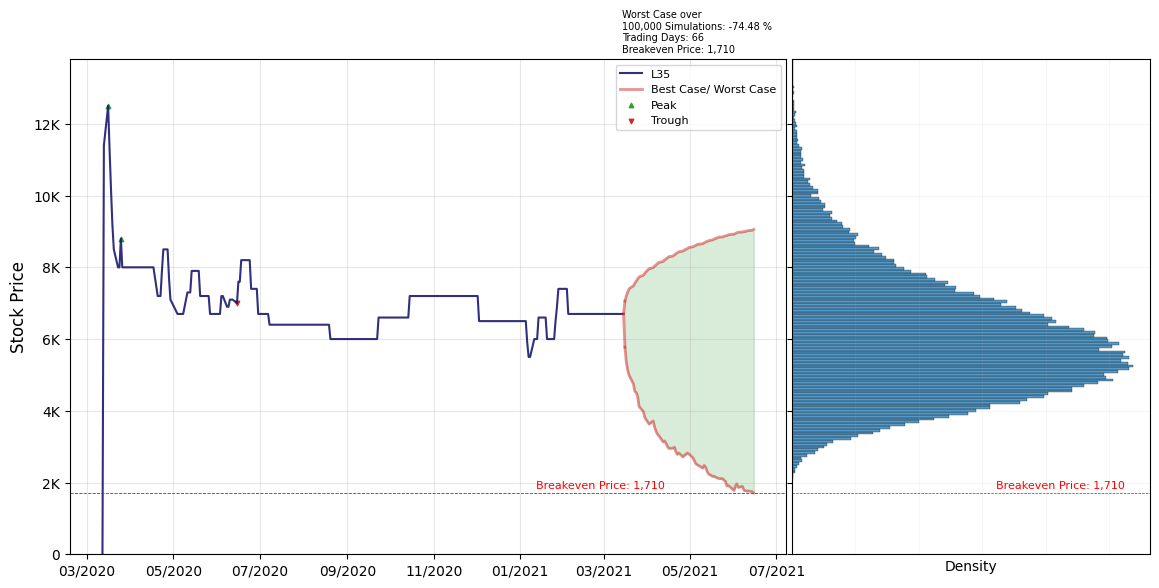 Worst Case over
100,000 Simulations: -74.48 %
Trading Days: 66
Breakeven Price: 1,710
L35
Best Case/ Worst Case
Peak
Trough
Stock Price
12K
10K
8K
6K
4K
2K
0
Breakeven Price: 1,710
Breakeven Price: 1,710
03/2020 05/2020 07/2020 09/2020 11/2020 01/2021 03/2021 05/2021 07/2021
Density